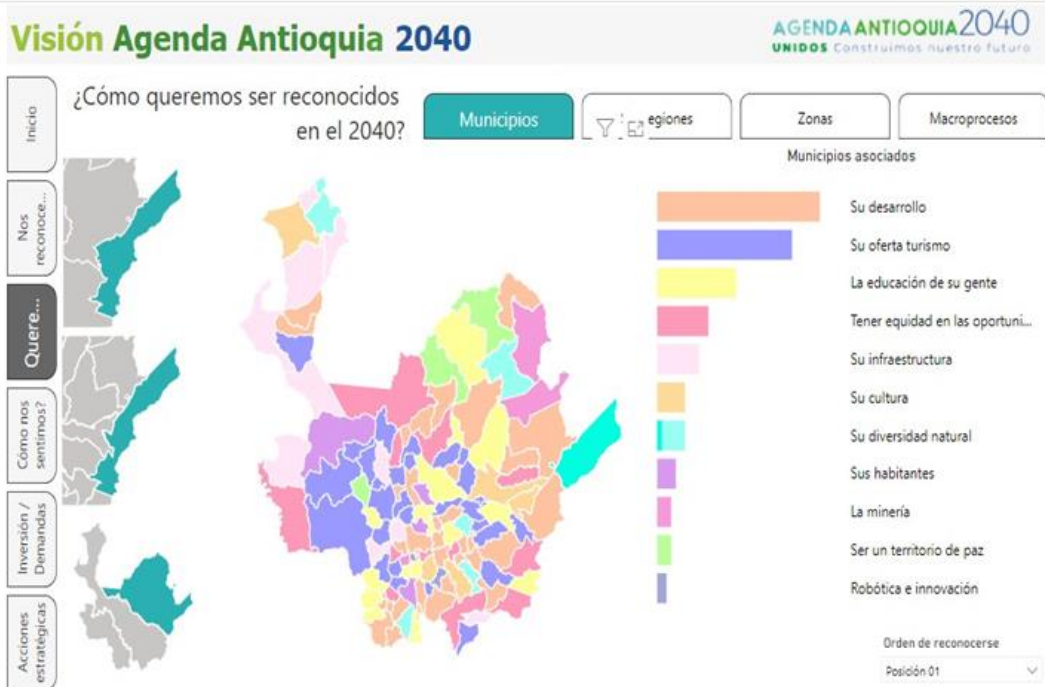 Visión Agenda Antioquia 2040
AGENDA ANTIOQUIA 2040
UNIDOS Construimos nuestro futuro
¿Cómo queremos ser reconocidos
en el 2040?
Municipios
egiones
Zonas
Macroprocesos
Inicio
Nos
reconoce...
Quere...
Cómo nos
sentimos?
Inversión /
Demandas
Acciones
estratégicas
Municipios asociados
Su desarrollo
Su oferta turismo
La educación de su gente
Tener equidad en las oportuni...
Su infraestructura
Su cultura
Su diversidad natural
Sus habitantes
La minería
Ser un territorio de paz
Robótica e innovación
Orden de reconocerse
Posición 01